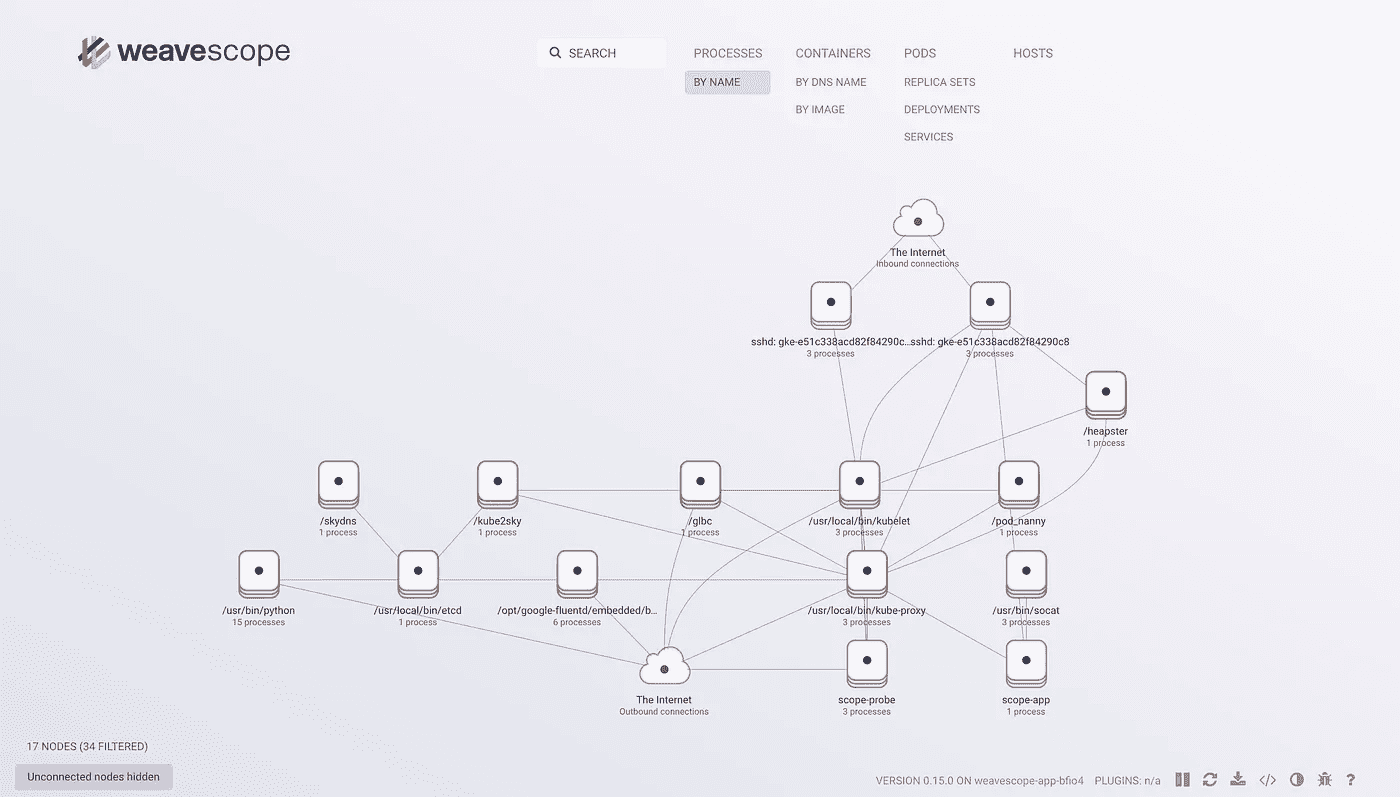 weavescope
SEARCH
PROCESSES CONTAINERS PODS HOSTS
BY NAME BY DNS NAME REPLICA SETS
BY IMAGE DEPLOYMENTS
SERVICES
The Internet
Inbound connections
sshd: gke-e51c338acd82f84290c... sshd: gke-e51c338acd82f84290c8
3 processes 3 processes
/heapster
1 process
/skydns /kube2sky /glbc /usr/local/bin/kubelet /pod_nanny
1 process 1 process 1 process 3 processes 1 process
/usr/bin/python /usr/local/bin/etcd /opt/google-fluentd/embedded/b... /usr/local/bin/kube-proxy /usr/bin/socat
15 processes 1 process 6 processes 3 processes 3 processes
The Internet scope-probe scope-app
Outbound connections 3 processes 1 process
17 NODES (34 FILTERED)
Unconnected nodes hidden
VERSION 0.15.0 ON weavescope-app-bfio4 PLUGINS: n/a </> ?